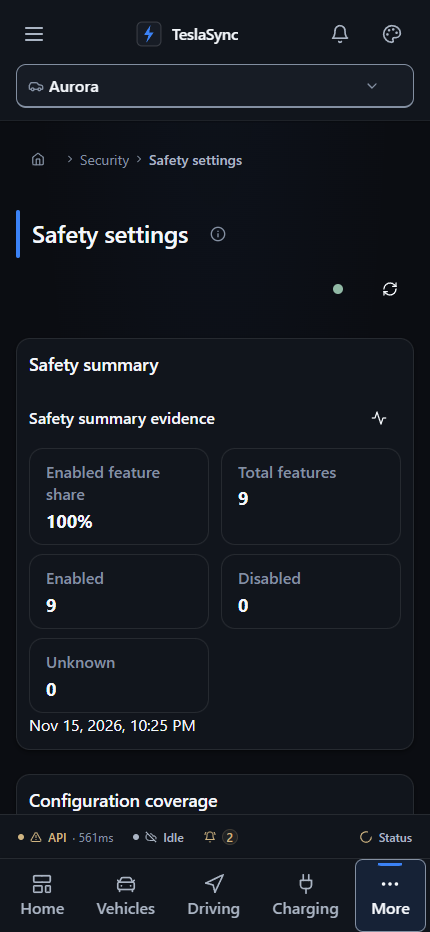 TeslaSync
Aurora
Security
Safety settings
Safety settings
Safety summary
Safety summary evidence
Enabled feature
share
100%
Total features
9
Enabled
9
Disabled
0
Unknown
0
Nov 15, 2026, 10:25 PM
Configuration coverage
API · 561ms
Idle
2
Status
Home
Vehicles
Driving
Charging
More